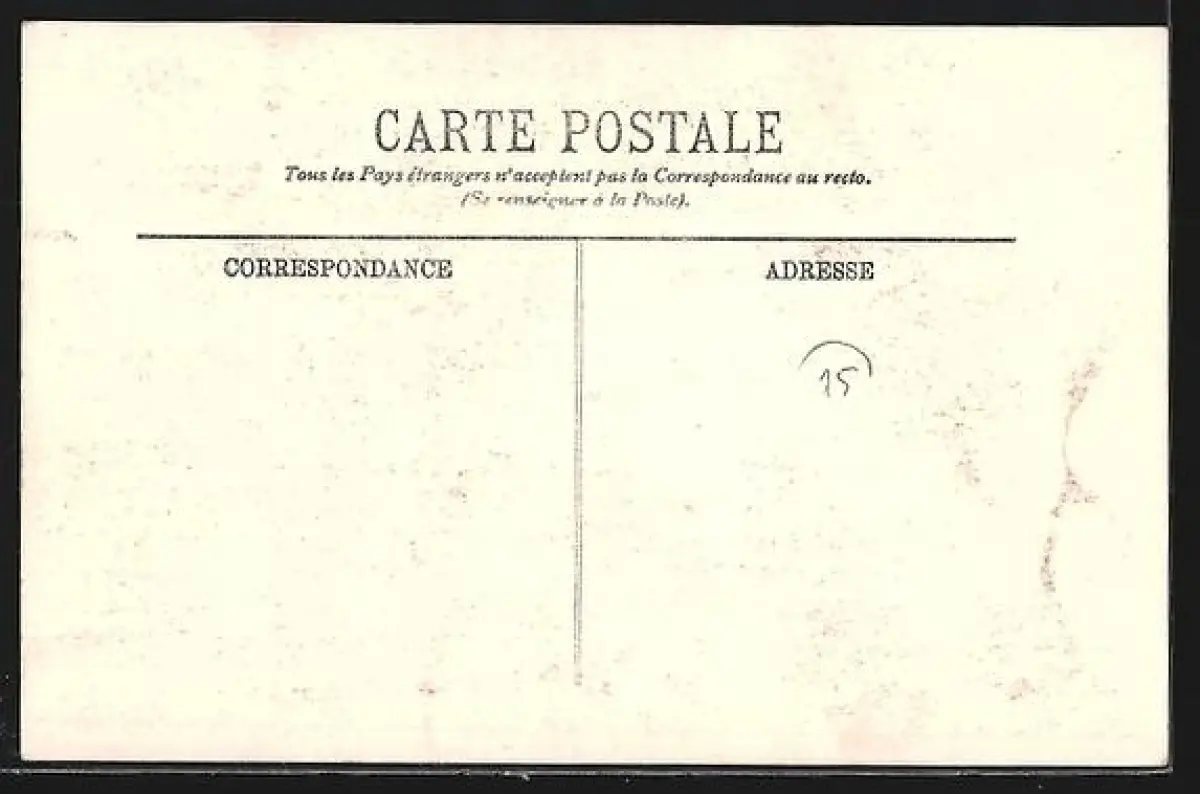 CARTE POSTALE
Tous les Pays étrangers n'acceptent pas la Correspondance au recto.
(Se renseigner à la Poste).
CORRESPONDANCE
ADRESSE
15